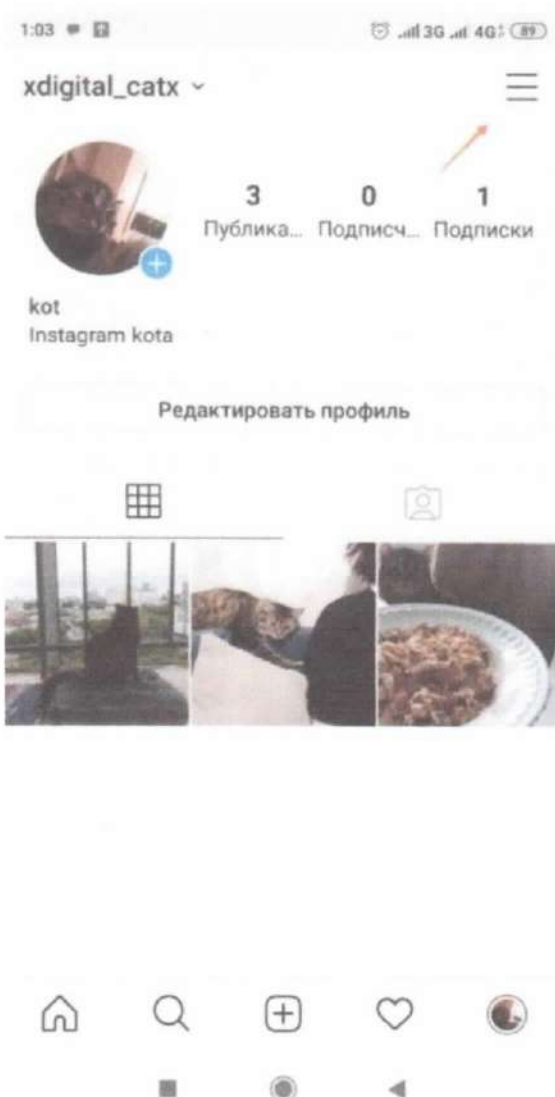 1:03 3G 4G 89
xdigital_catx
3 0 1
Публика... Подписч... Подписки
kot
Instagram kota
Редактировать профиль